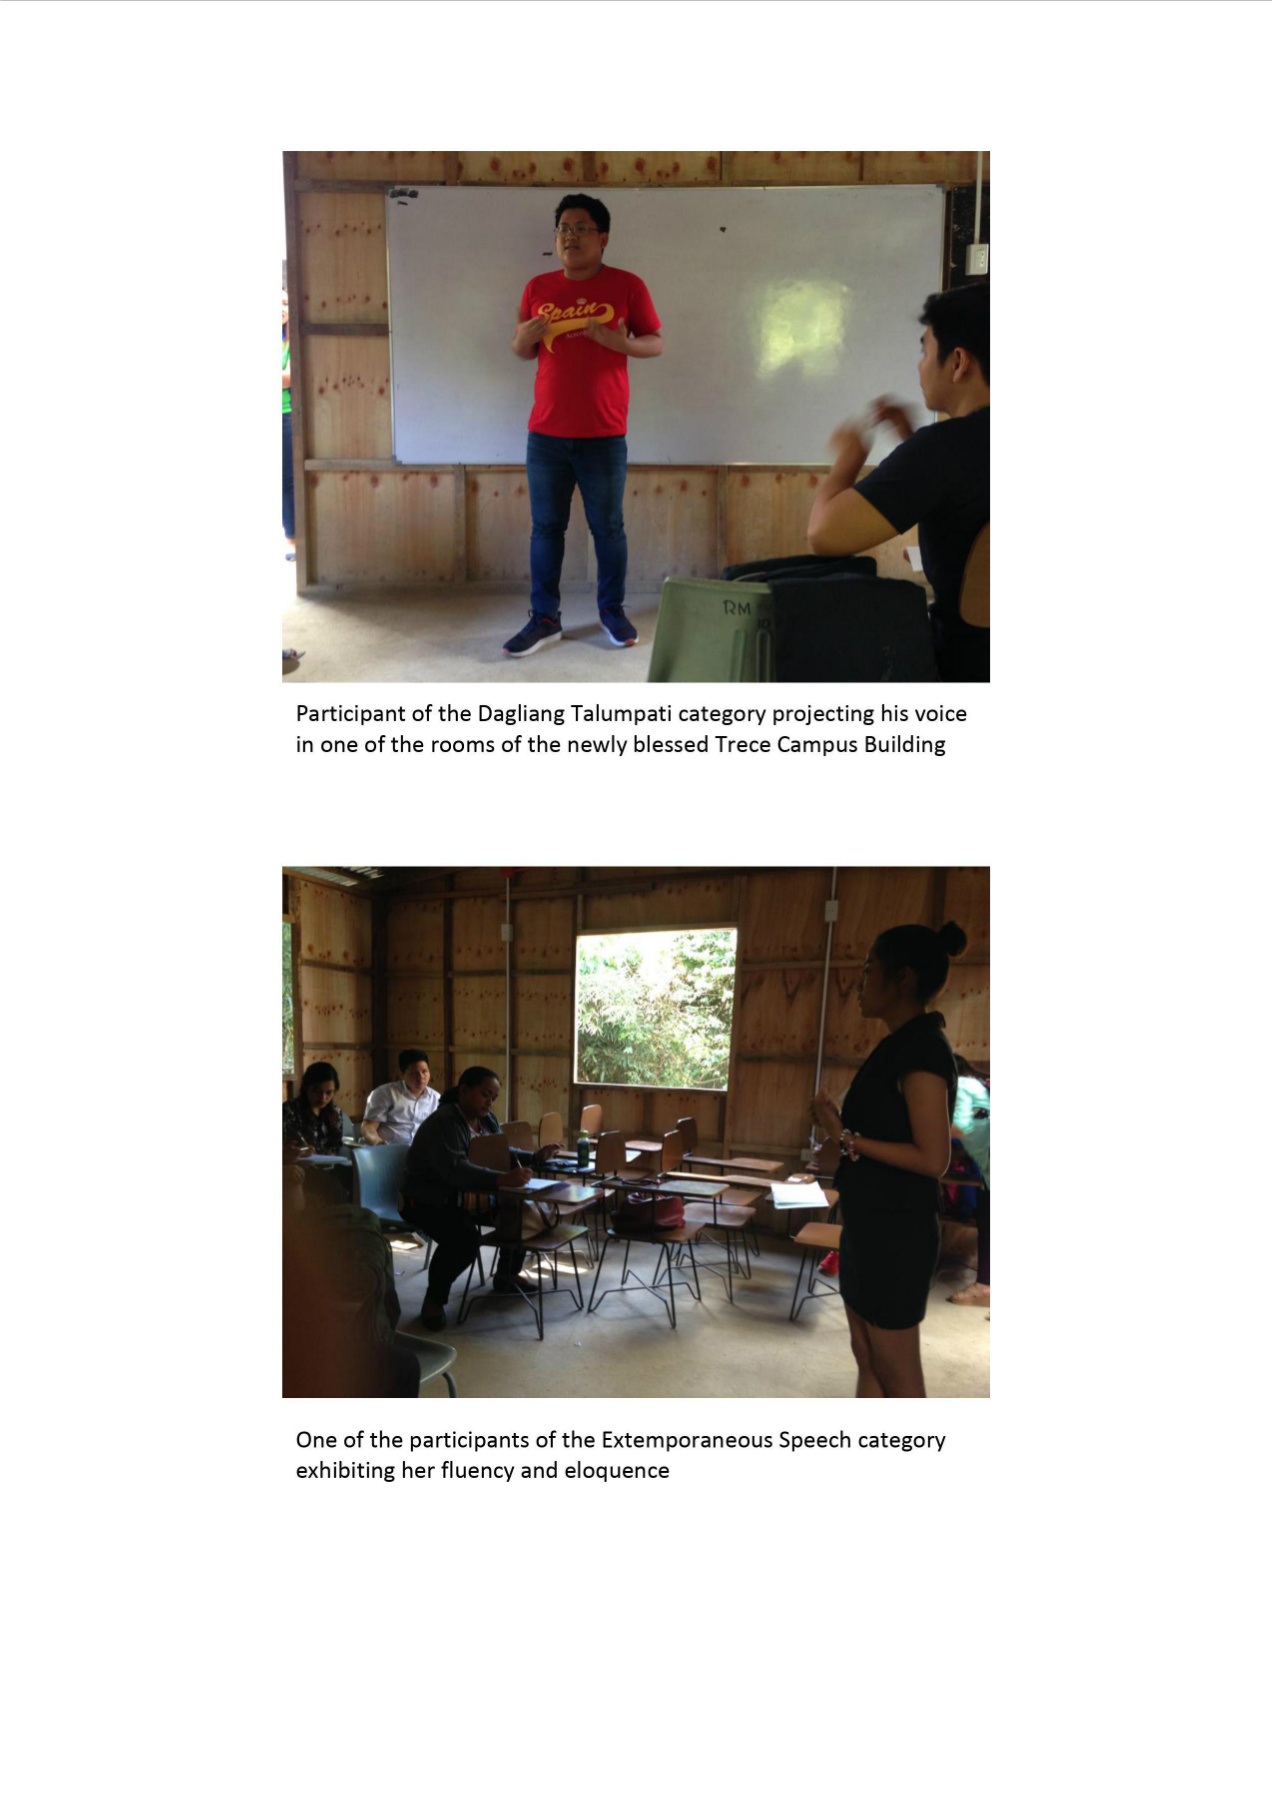 Spain
RM
10
Participant of the Dagliang Talumpati category projecting his voice
in one of the rooms of the newly blessed Trece Campus Building
One of the participants of the Extemporaneous Speech category
exhibiting her fluency and eloquence